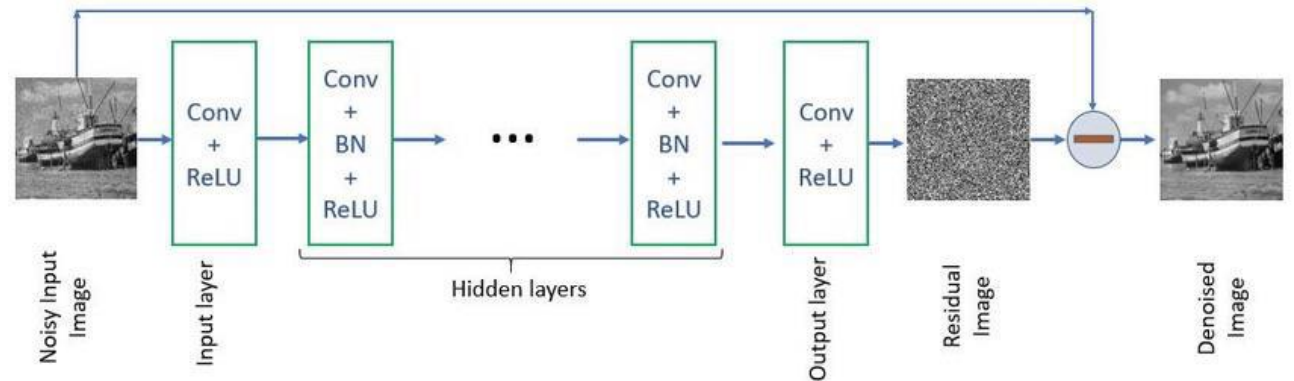 Conv
+
ReLU
Conv
+
BN
+
ReLU
...
Conv
+
BN
+
ReLU
Conv
+
ReLU
Noisy Input
Image
Input layer
Hidden layers
Output layer
Residual
Image
Denoised
Image